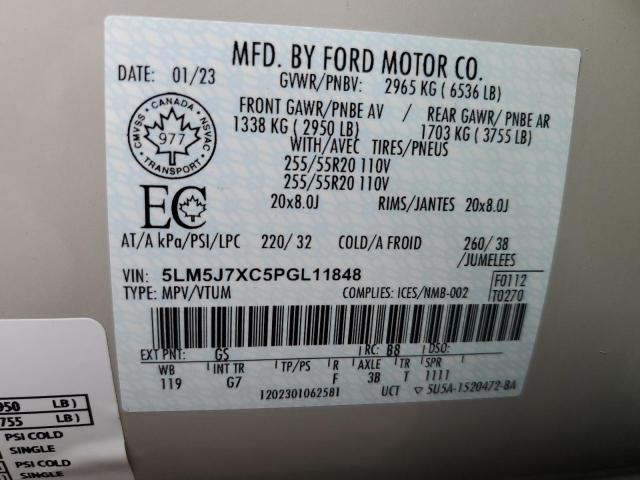 MFD. BY FORD MOTOR CO.
DATE: 01/23
GVWR/PNBV: 2965 KG ( 6536 LB)
FRONT GAWR/PNBE AV
REAR GAWR/ PNBE AR
1338 KG ( 2950 LB)
1703 KG ( 3755 LB)
WITH/AVEC TIRES/PNEUS
255/55R20 110V
255/55R20 110V
20x8.0J RIMS/JANTES 20x8.0J
CMVSS • CANADA • NSVAC
977
TRANSPORT
EC
AT/A kPa/PSI/LPC 220/ 32 COLD/A FROID 260/ 38
/JUMELEES
VIN: 5LM5J7XC5PGL11848
F0112
TYPE: MPV/VTUM COMPLIES: ICES/NMB-002
T0270
EXT PNT: GS RC: B8 DSO:
WB INT TR TP/PS R AXLE TR SPR
119 G7 F 3B T 1111
1202301062581
UCT ▽ 5U5A-1520472-BA
950 LB)
755 LB)
PSI COLD
SINGLE
PSI COLD
SINGLE